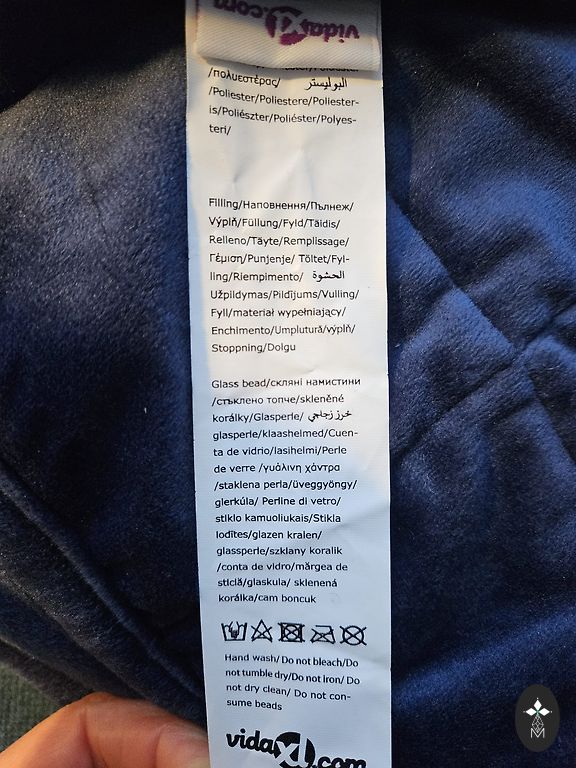 vidaXL.com
/πολυεστέρας/ البوليستر
/Poliester/Poliestere/Poliester-
is/Poliészter/Poliéster/Polyes-
teri/
Filling/Наповнення/Пълнеж/
Výplň/Füllung/Fyld/Täidis/
Relleno/Täyte/Remplissage/
Γέμιση/Punjenje/ Töltet/Fyl-
ling/Riempimento/ الحشوة
Užpildymas/Pildījums/Vulling/
Fyll/materiał wypełniający/
Enchimento/Umplutură/výplň/
Stoppning/Dolgu
Glass bead/скляні намистини
/стъклено топче/skleněné
korálky/Glasperle/ خرز زجاجي
glasperle/klaashelmed/Cuen-
ta de vidrio/lasihelmi/Perle
de verre /γυάλινη χάντρα
/staklena perla/üveggyöngy/
glerkúla/ Perline di vetro/
stiklo kamuoliukais/Stikla
lodītes/glazen kralen/
glassperle/szklany koralik
/conta de vidro/mărgea de
sticlă/glaskula/ sklenená
korálka/cam boncuk
Hand wash/Do not bleach/Do
not tumble dry/Do not iron/ Do
not dry clean/ Do not con-
sume beads
vidaXL.com
M